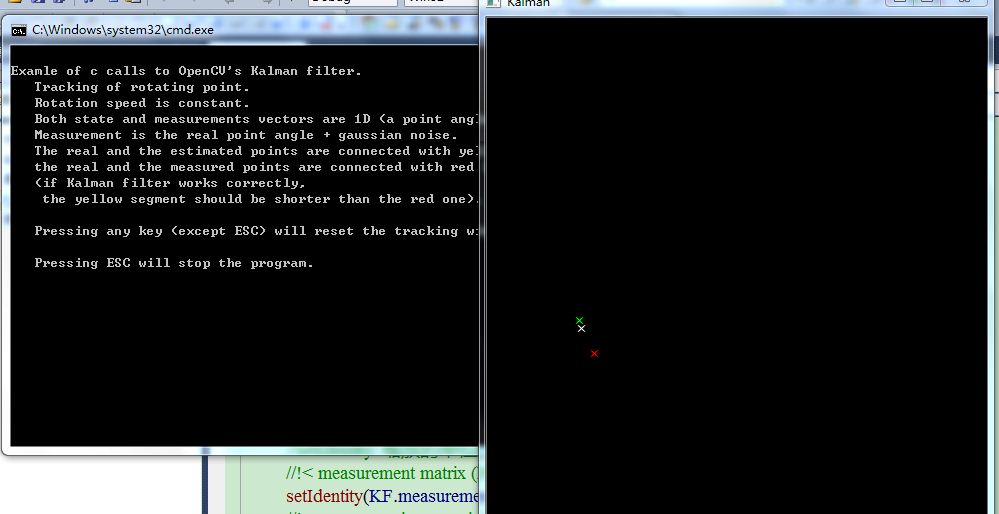 C:\Windows\system32\cmd.exe
Examle of c calls to OpenCV's Kalman filter.
Tracking of rotating point.
Rotation speed is constant.
Both state and measurements vectors are 1D (a point ang
Measurement is the real point angle + gaussian noise.
The real and the estimated points are connected with ye
the real and the measured points are connected with red
(if Kalman filter works correctly,
the yellow segment should be shorter than the red one).
Pressing any key (except ESC) will reset the tracking wi
Pressing ESC will stop the program.
Kalman
//!< measurement matrix (
setIdentity(KF.measureme